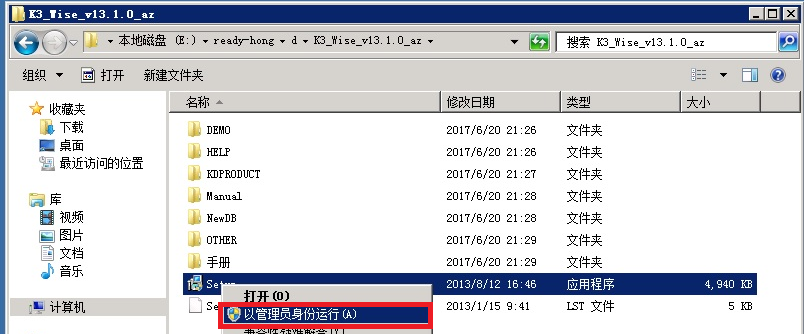 K3_Wise_v13.1.0_az
本地磁盘 (E:) ready-hong d K3_Wise_v13.1.0_az 搜索 K3_Wise_v13.1.0_az
组织 打开 新建文件夹
名称 修改日期 类型 大小
收藏夹
下载
桌面
最近访问的位置
库
视频
图片
文档
音乐
计算机
DEMO 2017/6/20 21:26 文件夹
HELP 2017/6/20 21:26 文件夹
KDPRODUCT 2017/6/20 21:27 文件夹
Manual 2017/6/20 21:28 文件夹
NewDB 2017/6/20 21:28 文件夹
OTHER 2017/6/20 21:29 文件夹
手册 2017/6/20 21:29 文件夹
2013/8/12 16:46 应用程序 4,940 KB
2013/1/15 9:41 LST 文件 5 KB
打开(O)
以管理员身份运行(A)